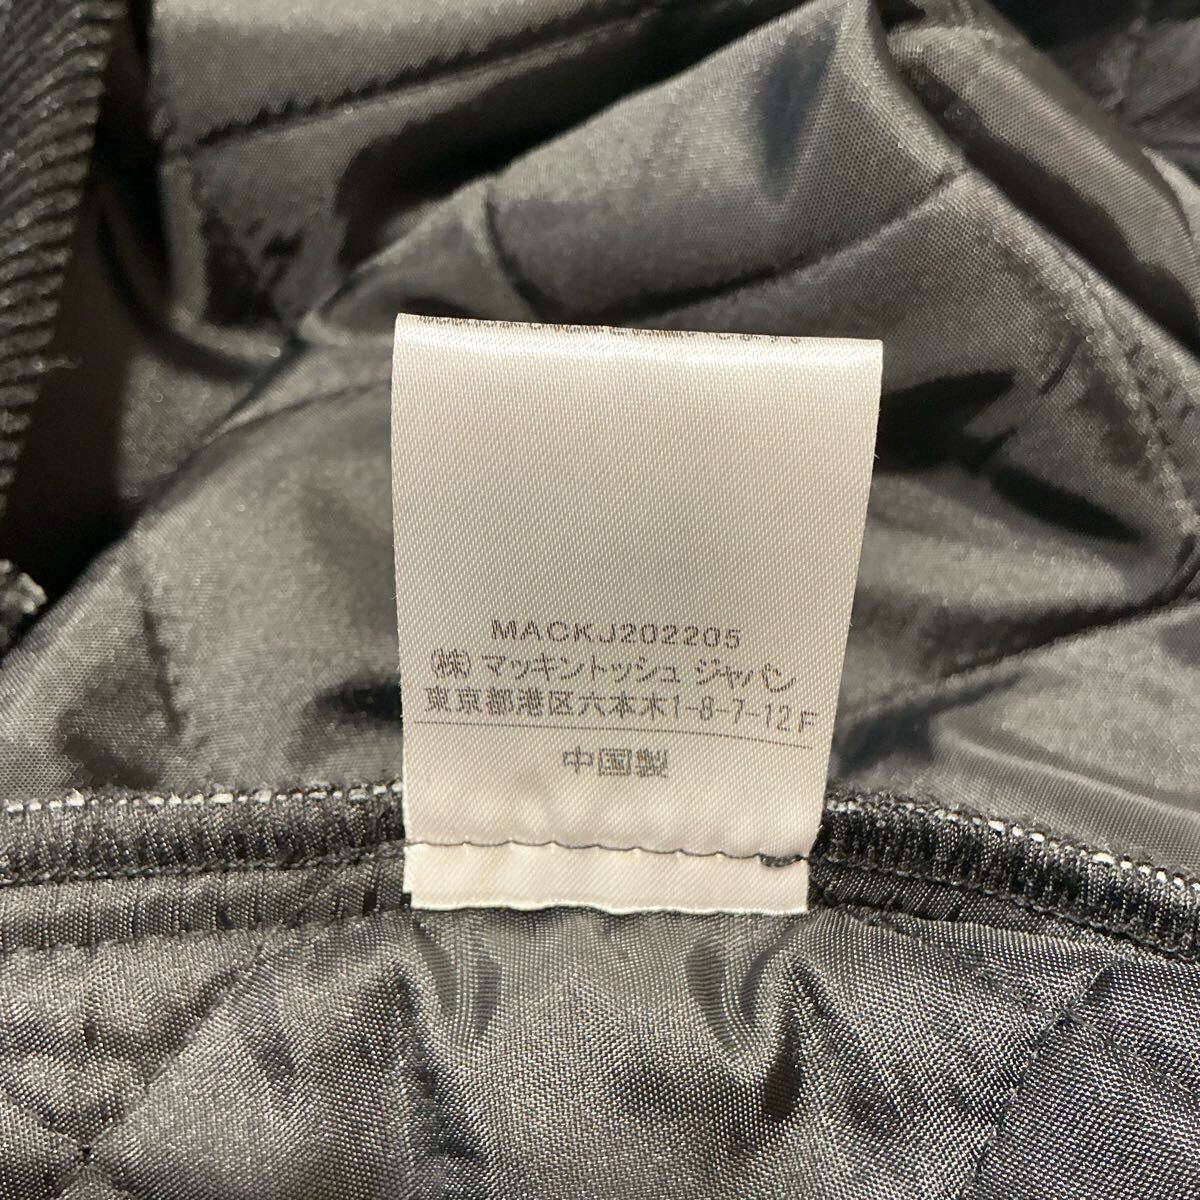 MACKJ202205
(株) マッキントッシュ ジャパン
東京都港区六本木1-8-7-12F
中国製